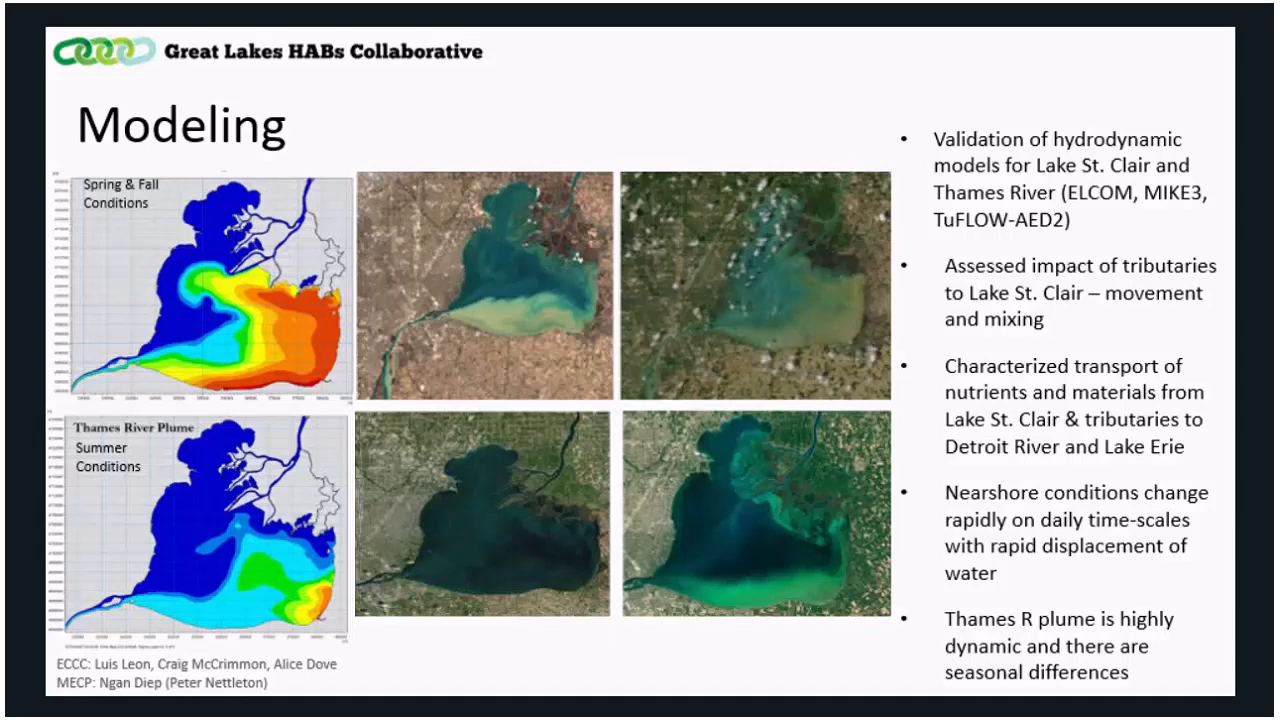 Great Lakes HABs Collaborative
Modeling
Spring & Fall
Conditions
Thames River Plume
Summer
Conditions
ECCC: Luis Leon, Craig McCrimmon, Alice Dove
MECP: Ngan Diep (Peter Nettleton)
• Validation of hydrodynamic
models for Lake St. Clair and
Thames River (ELCOM, MIKE3,
TuFLOW-AED2)
• Assessed impact of tributaries
to Lake St. Clair – movement
and mixing
• Characterized transport of
nutrients and materials from
Lake St. Clair & tributaries to
Detroit River and Lake Erie
• Nearshore conditions change
rapidly on daily time-scales
with rapid displacement of
water
• Thames R plume is highly
dynamic and there are
seasonal differences